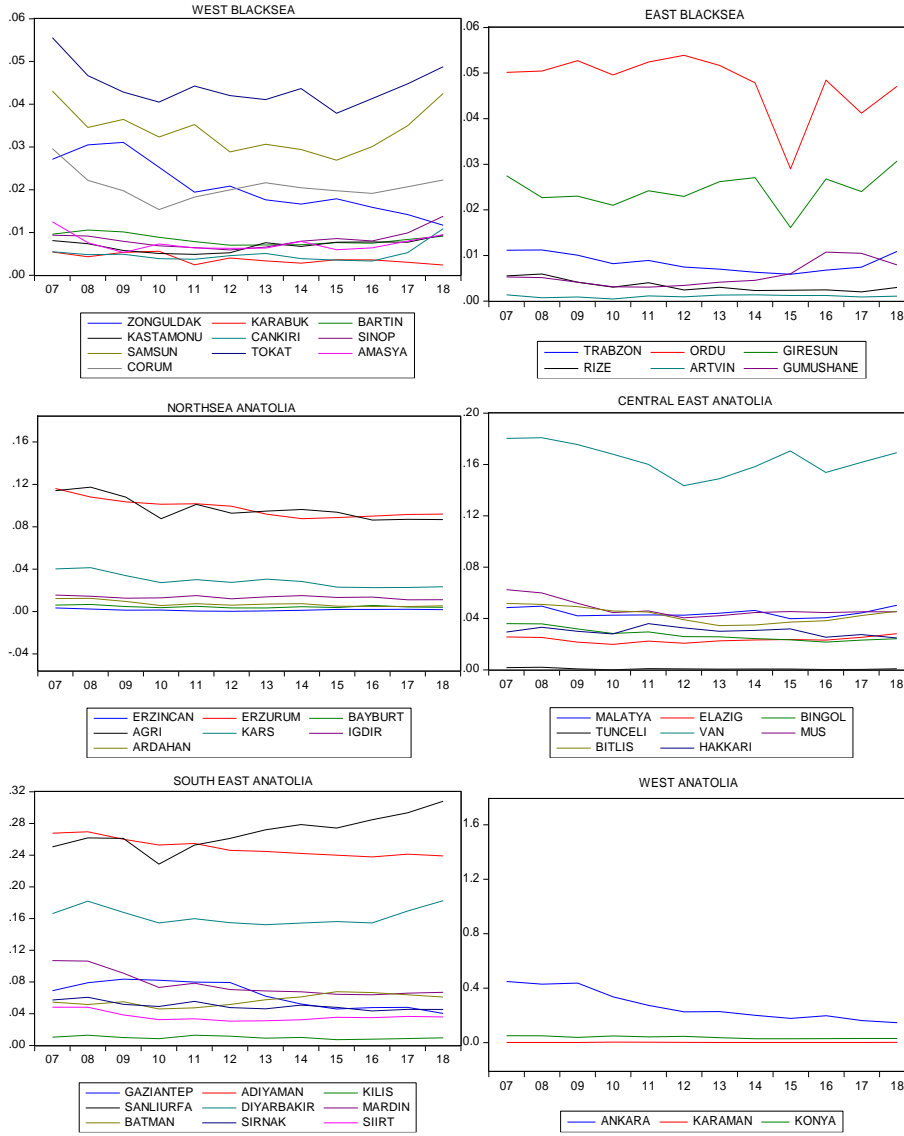 WEST BLACKSEA
.06
.05
.04
.03
.02
.01
.00
07 08 09 10 11 12 13 14 15 16 17 18
ZONGULDAK KARABUK BARTIN
KASTAMONU CANKIRI SINOP
SAMSUN TOKAT AMASYA
CORUM
EAST BLACKSEA
.06
.05
.04
.03
.02
.01
.00
07 08 09 10 11 12 13 14 15 16 17 18
TRABZON ORDU GIRESUN
RIZE ARTVIN GUMUSHANE
NORTHSEA ANATOLIA
.16
.12
.08
.04
.00
-.04
07 08 09 10 11 12 13 14 15 16 17 18
ERZINCAN ERZURUM BAYBURT
AGRI KARS IGDIR
ARDAHAN
CENTRAL EAST ANATOLIA
.20
.16
.12
.08
.04
.00
07 08 09 10 11 12 13 14 15 16 17 18
MALATYA ELAZIG BINGOL
TUNCELI VAN MUS
BITLIS HAKKARI
SOUTH EAST ANATOLIA
.32
.28
.24
.20
.16
.12
.08
.04
.00
07 08 09 10 11 12 13 14 15 16 17 18
GAZIANTEP ADIYAMAN KILIS
SANLIURFA DIYARBAKIR MARDIN
BATMAN SIRNAK SIIRT
WEST ANATOLIA
1.6
1.2
0.8
0.4
0.0
07 08 09 10 11 12 13 14 15 16 17 18
ANKARA KARAMAN KONYA